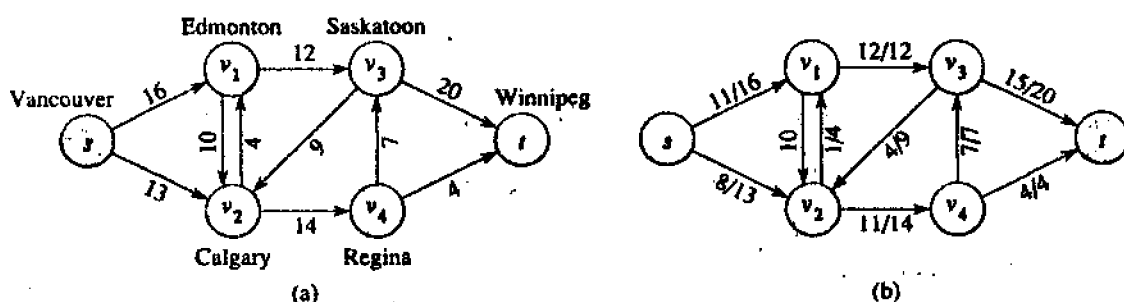 Edmonton Saskatoon
12
v1 v3
16 20
Vancouver Winnipeg
s 10 4 9 7 t
13 4
v2 v4
14
Calgary Regina
(a)
12/12
v1 v3
11/16 15/20
s 10 1/4 4/9 7/7 t
8/13 4/4
v2 v4
11/14
(b)